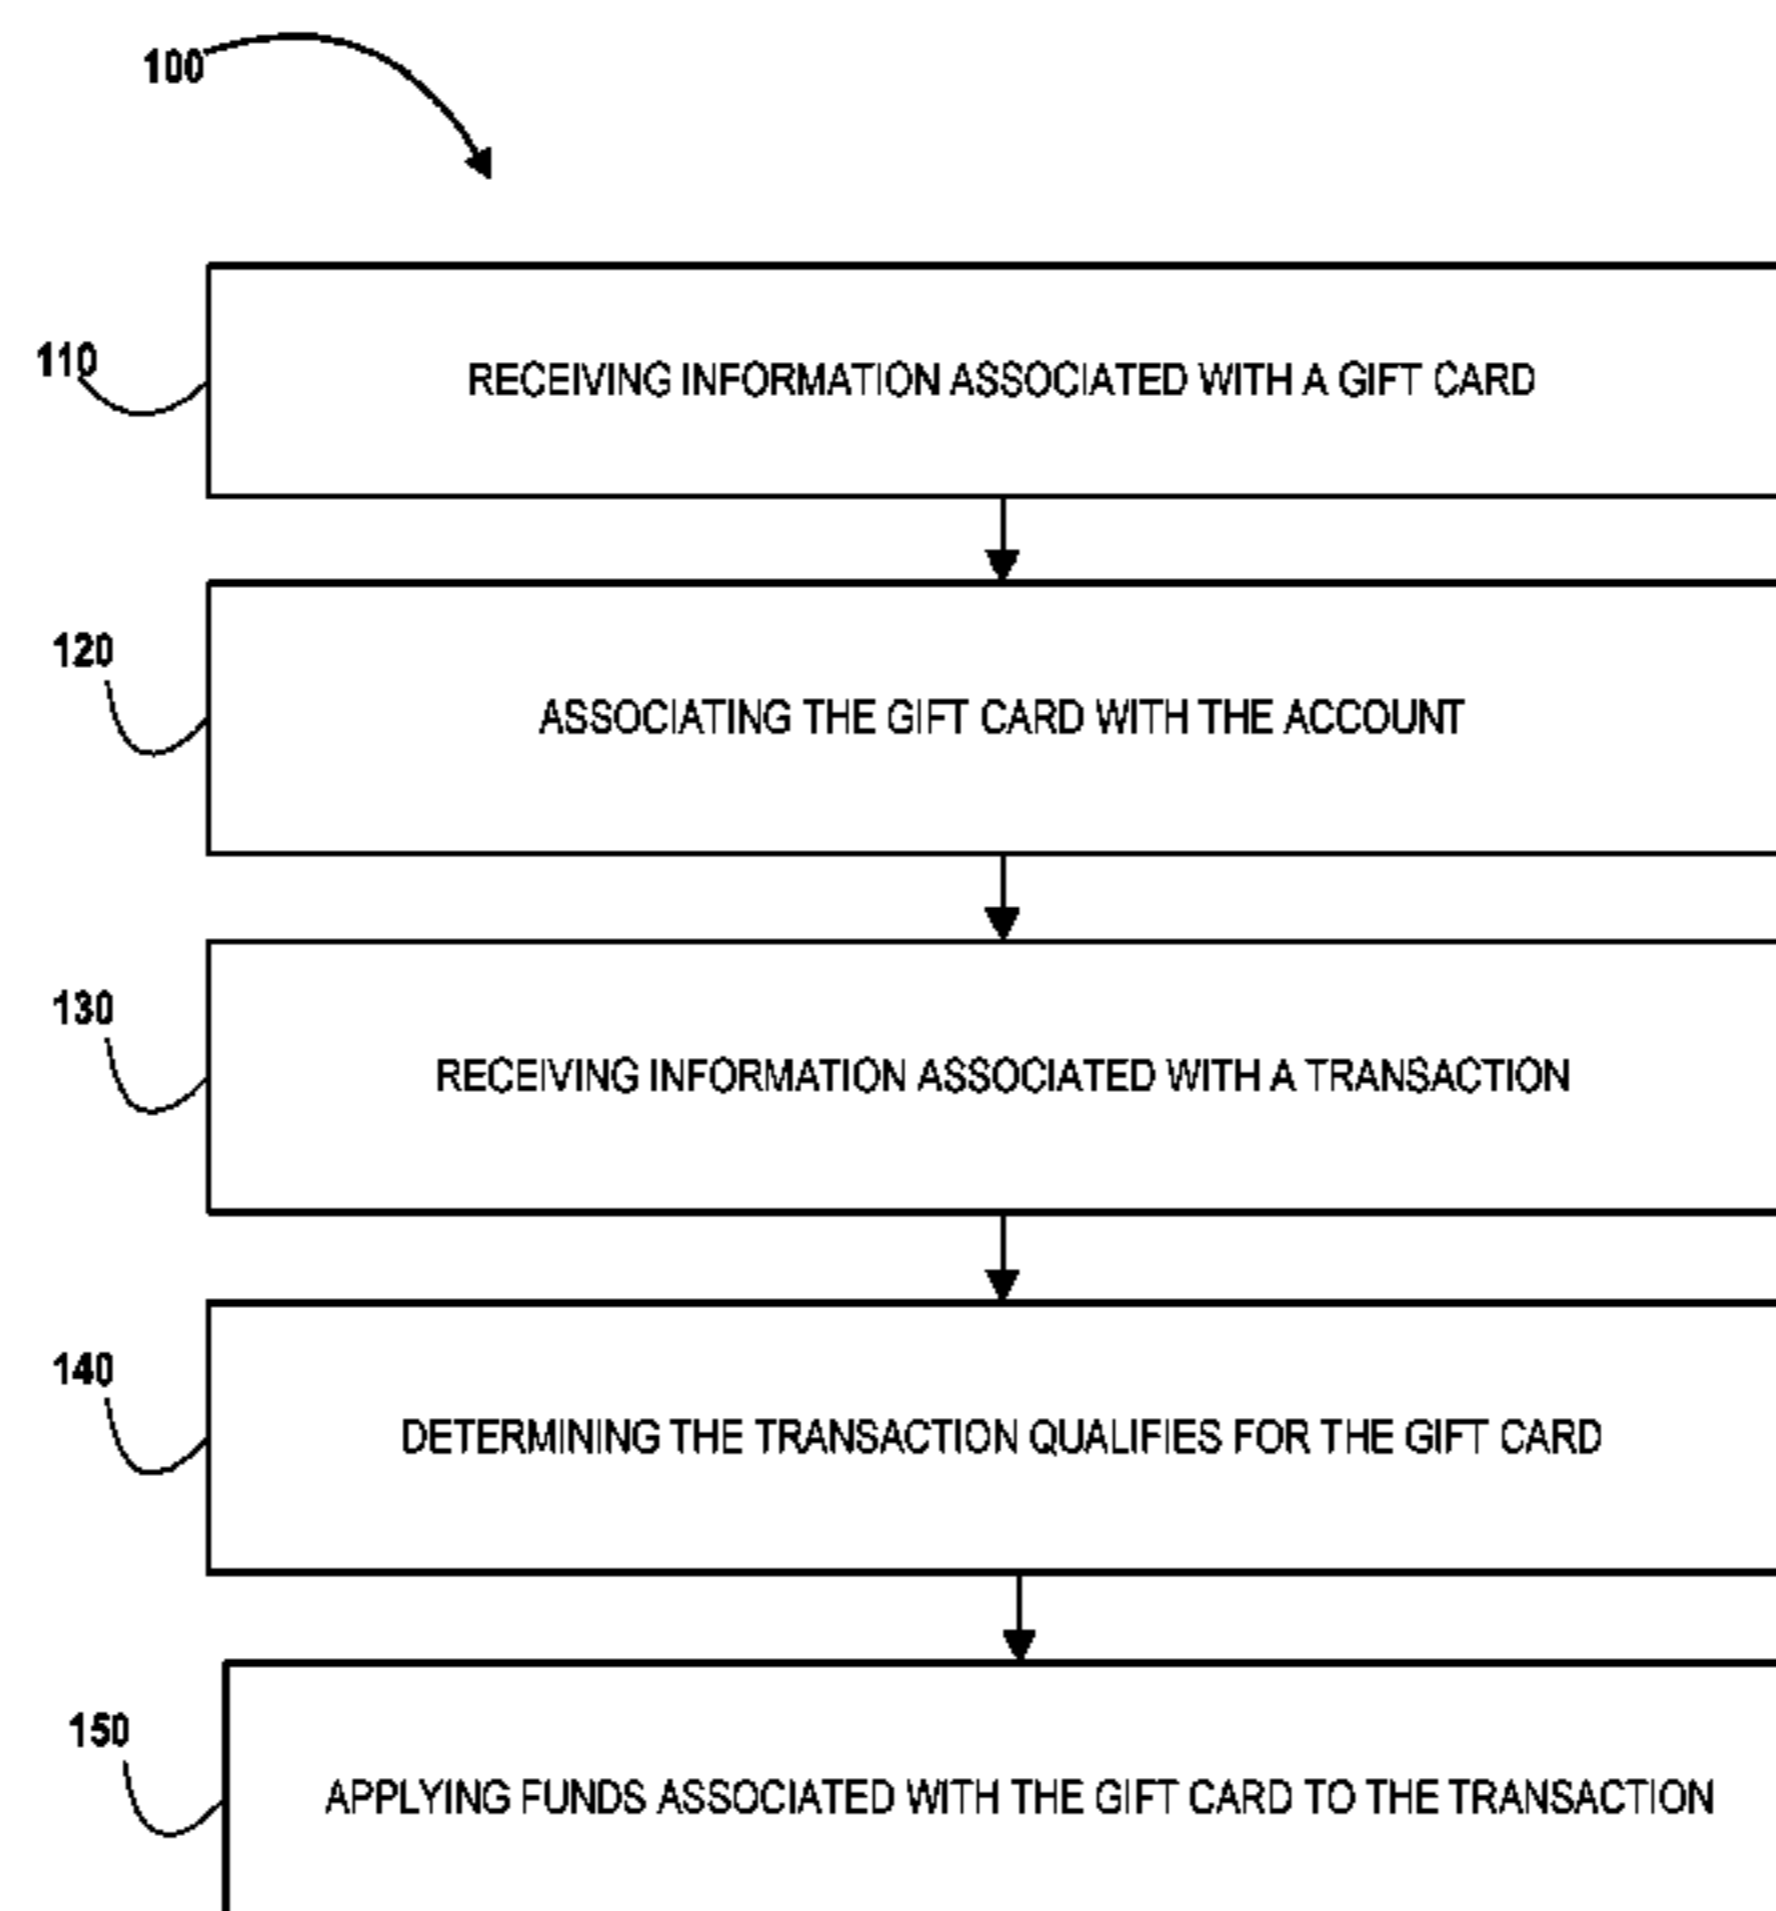 100
110
RECEIVING INFORMATION ASSOCIATED WITH A GIFT CARD
120
ASSOCIATING THE GIFT CARD WITH THE ACCOUNT
130
RECEIVING INFORMATION ASSOCIATED WITH A TRANSACTION
140
DETERMINING THE TRANSACTION QUALIFIES FOR THE GIFT CARD
150
APPLYING FUNDS ASSOCIATED WITH THE GIFT CARD TO THE TRANSACTION